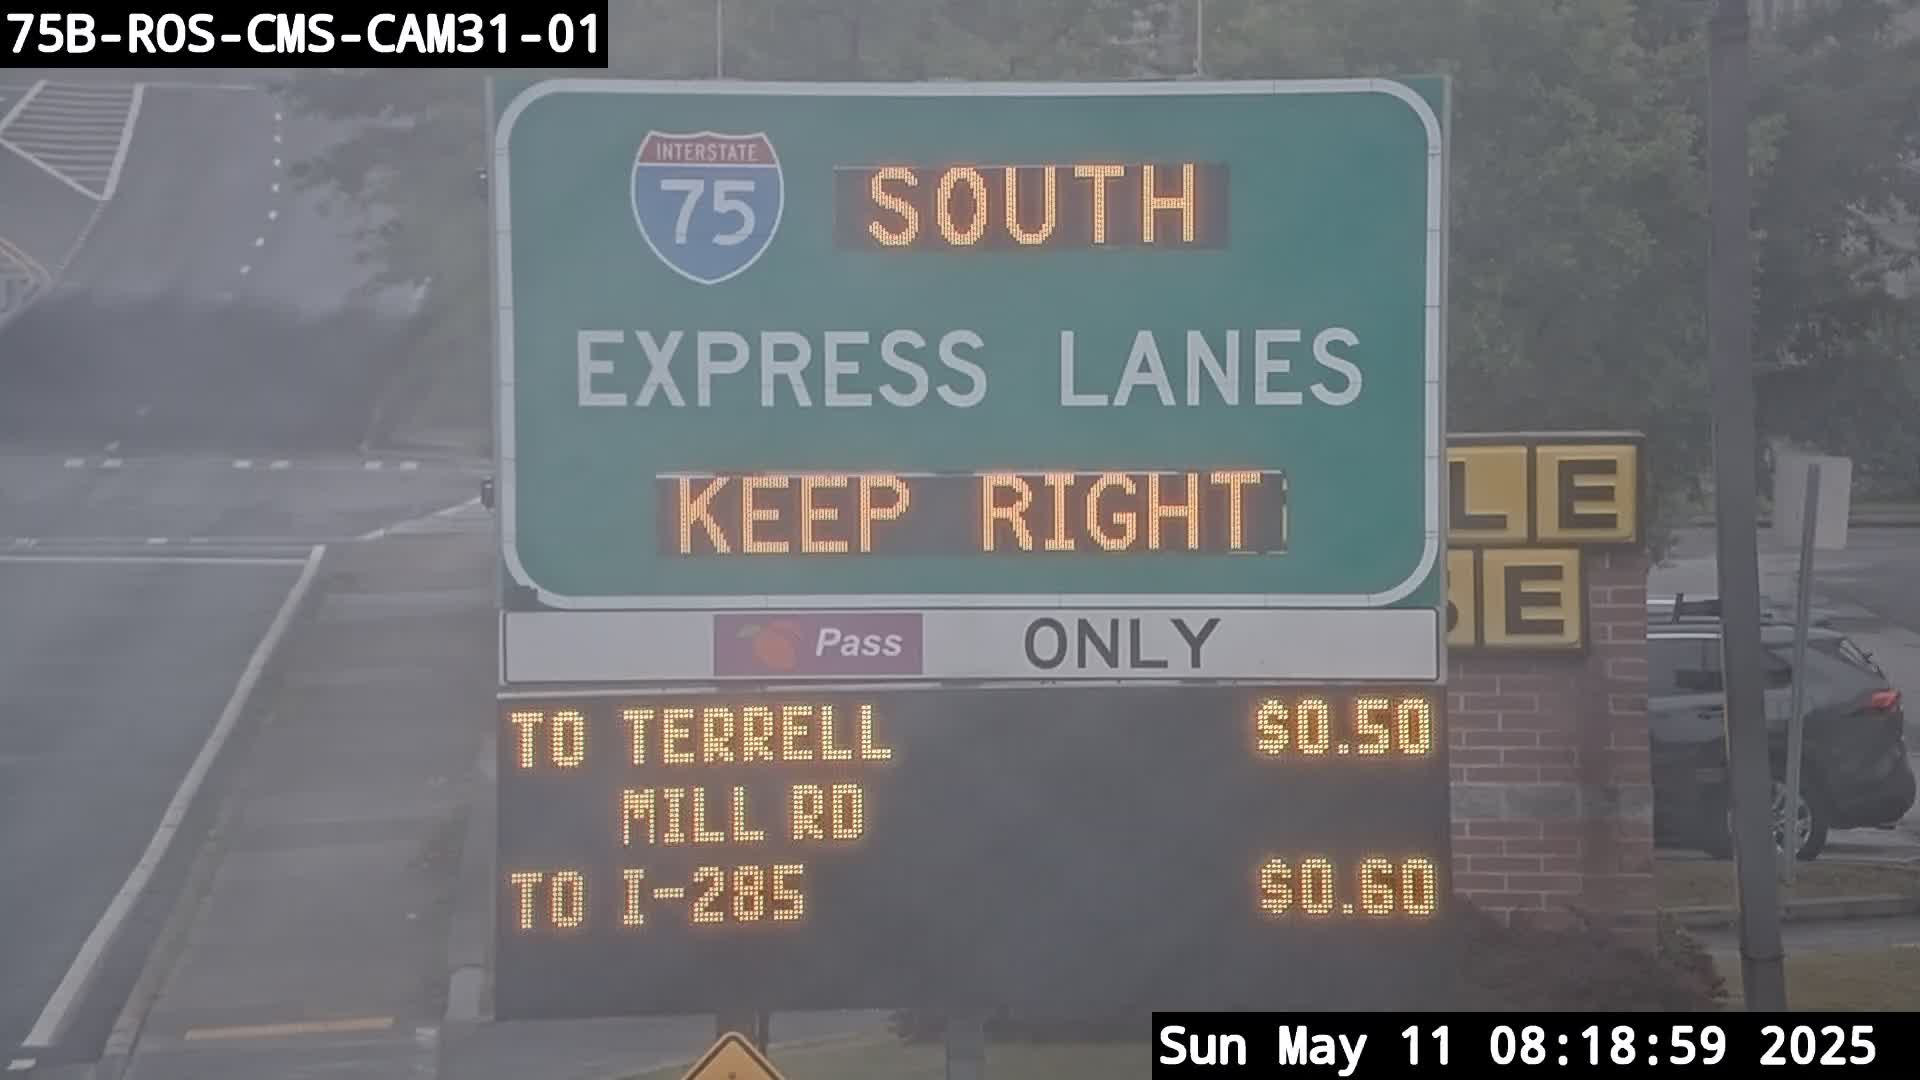 75B-ROS-CMS-CAM31-01
INTERSTATE
75 SOUTH
EXPRESS LANES
KEEP RIGHT
Pass ONLY
LE
E
TO TERRELL $0.50
MILL RD
TO I-285 $0.60
Sun May 11 08:18:59 2025